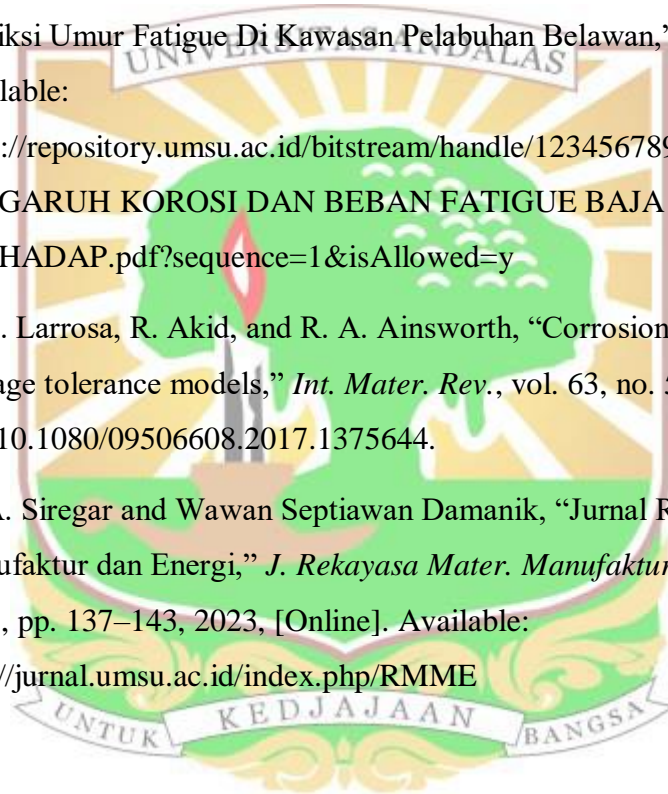 iksi Umur Fatigue Di Kawasan Pelabuhan Belawan,”
UNIVERSITAS ANDALAS
lable:
://repository.umsu.ac.id/bitstream/handle/123456789
GARUH KOROSI DAN BEBAN FATIGUE BAJA
HADAP.pdf?sequence=1&isAllowed=y
. Larrosa, R. Akid, and R. A. Ainsworth, “Corrosion
age tolerance models,” Int. Mater. Rev., vol. 63, no. 5
10.1080/09506608.2017.1375644.
A. Siregar and Wawan Septiawan Damanik, “Jurnal R
ufaktur dan Energi,” J. Rekayasa Mater. Manufaktur
, pp. 137–143, 2023, [Online]. Available:
//jurnal.umsu.ac.id/index.php/RMME
UNTUK KEDJAJAAN BANGSA